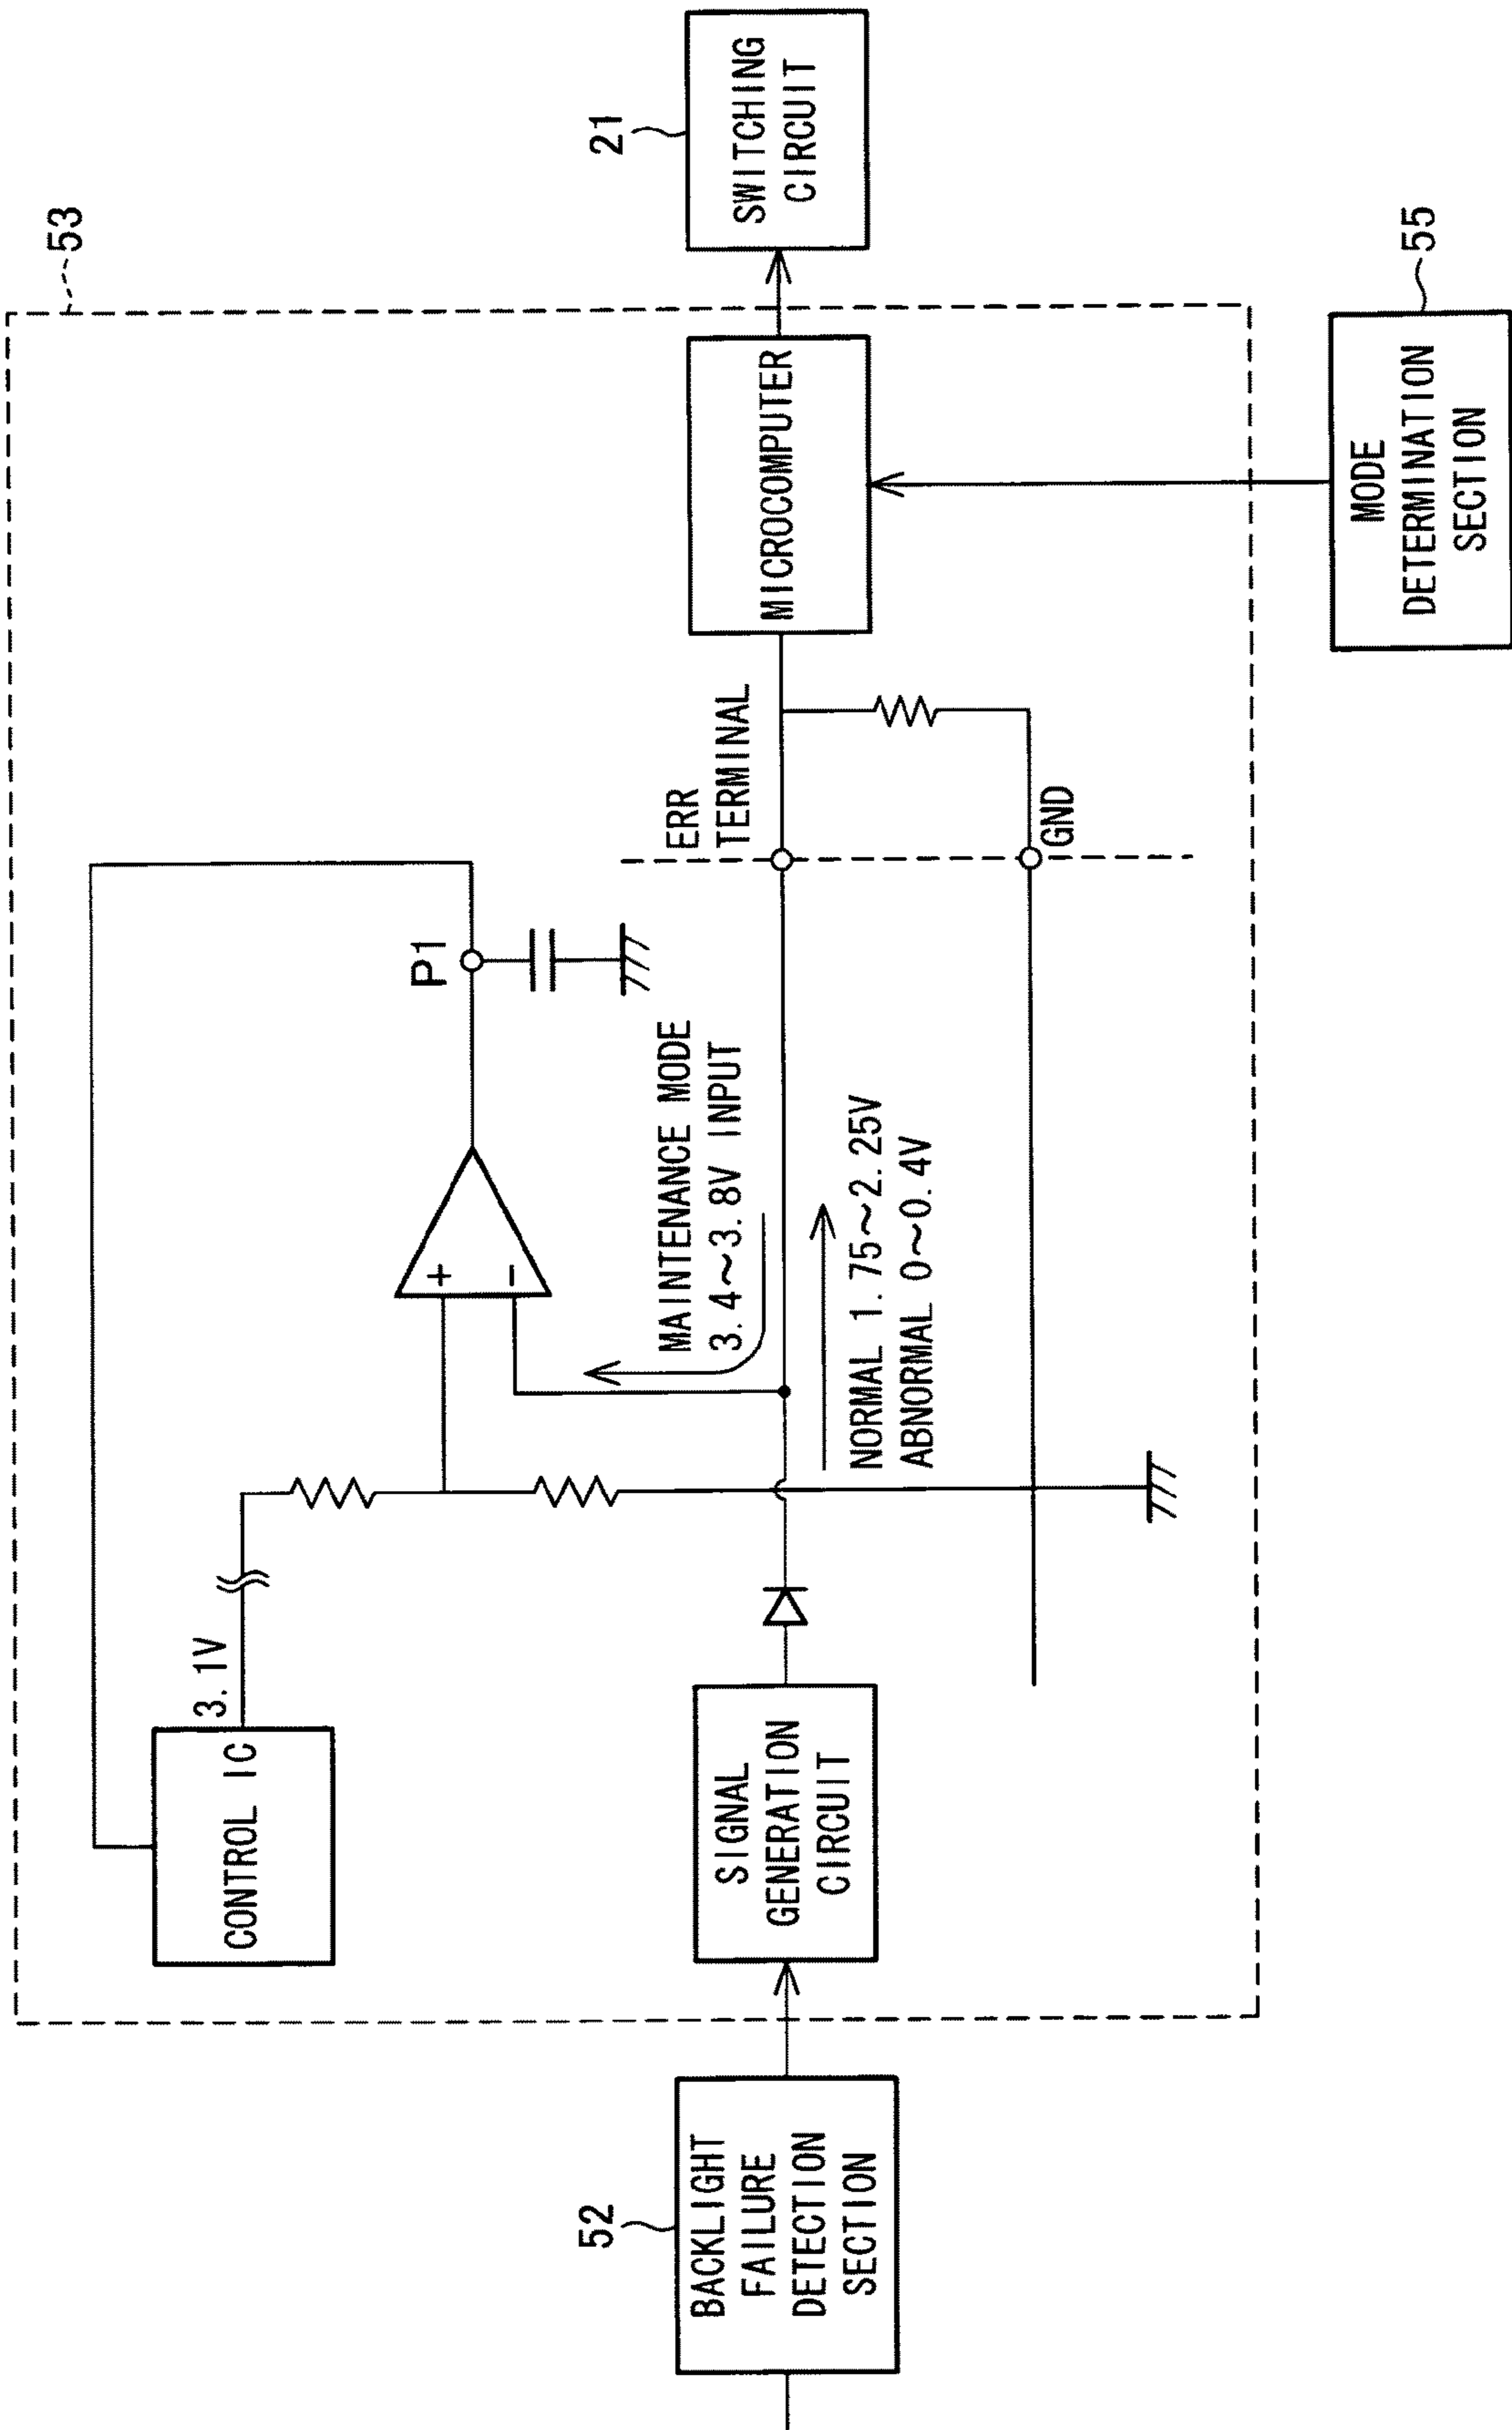 53
CONTROL IC
3.1V
P1
+
−
MAINTENANCE MODE
3.4~3.8V INPUT
ERR
TERMINAL
21
SWITCHING
CIRCUIT
52
BACKLIGHT
FAILURE
DETECTION
SECTION
SIGNAL
GENERATION
CIRCUIT
NORMAL 1.75~2.25V
ABNORMAL 0~0.4V
MICROCOMPUTER
GND
55
MODE
DETERMINATION
SECTION